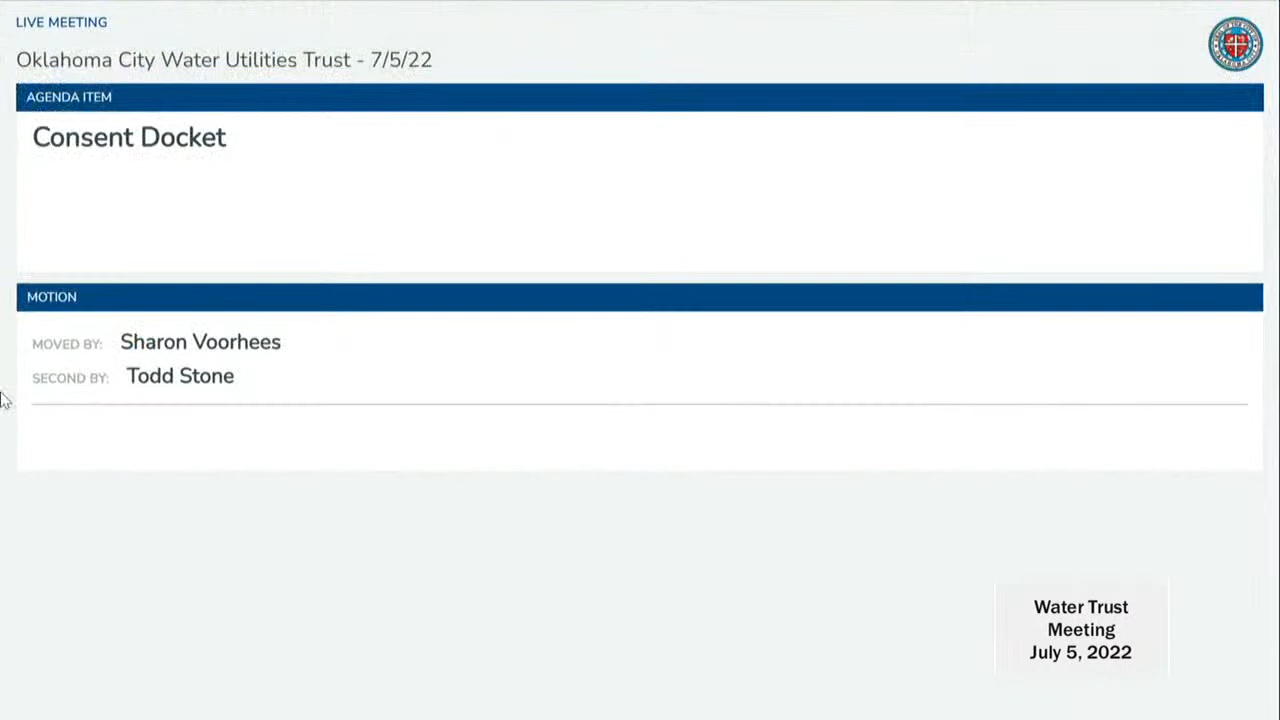 LIVE MEETING
Oklahoma City Water Utilities Trust - 7/5/22
AGENDA ITEM
Consent Docket
MOTION
MOVED BY: Sharon Voorhees
SECOND BY: Todd Stone
Water Trust
Meeting
July 5, 2022